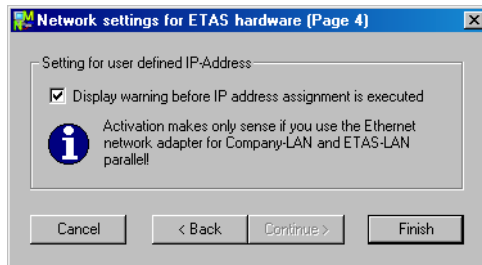 Network settings for ETAS hardware (Page 4)
Setting for user defined IP-Address
Display warning before IP address assignment is executed
Activation makes only sense if you use the Ethernet
network adapter for Company-LAN and ETAS-LAN
parallel!
Cancel
< Back
Continue >
Finish